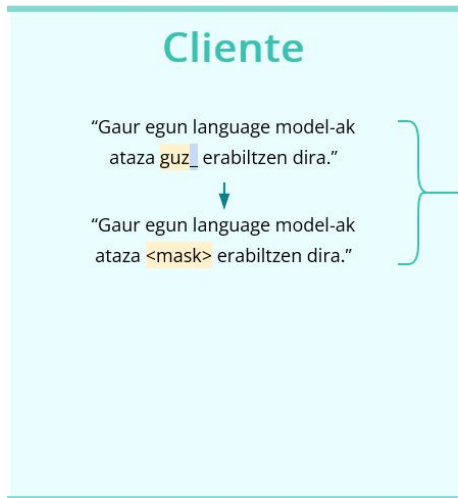 Cliente
“Gaur egun language model-ak
ataza guz_ erabiltzen dira.”
“Gaur egun language model-ak
ataza <mask> erabiltzen dira.”